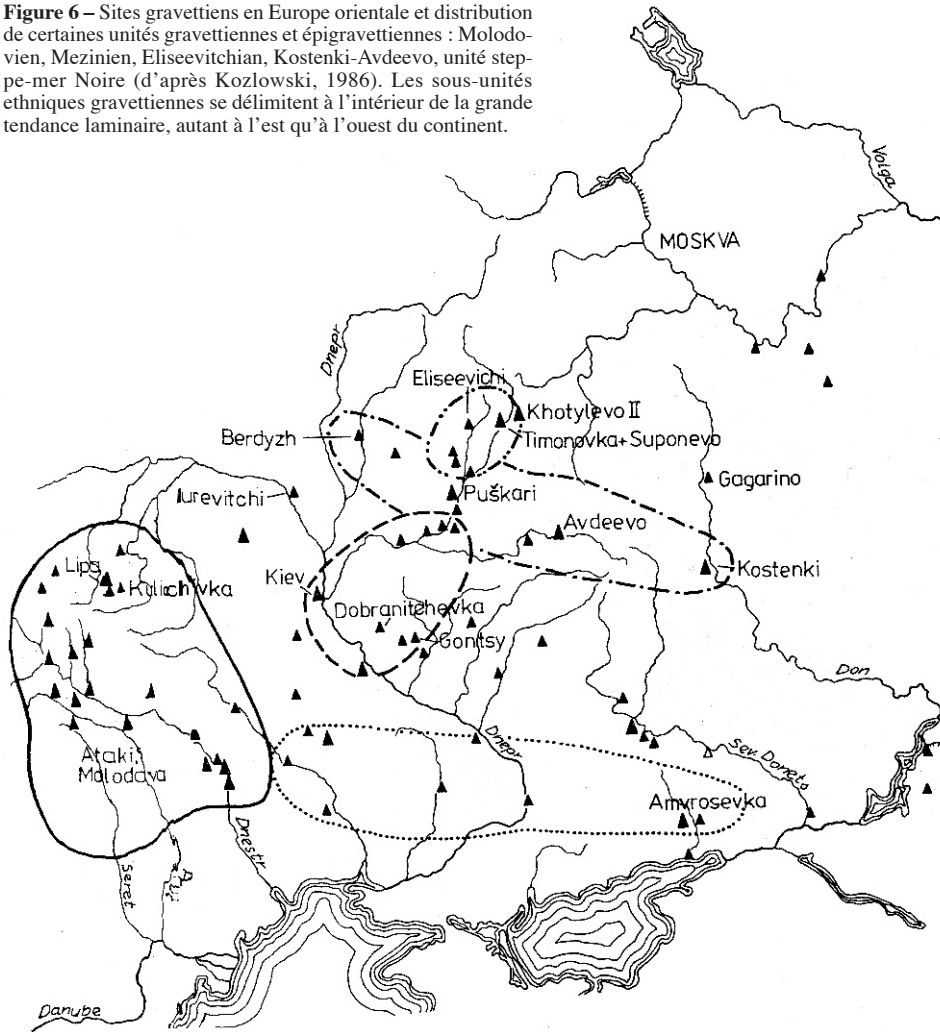 Figure 6 – Sites gravettiens en Europe orientale et distribution
de certaines unités gravettiennes et épigravettiennes : Molodo-
vien, Mezinien, Eliseevitchian, Kostenki-Avdeevo, unité step-
pe-mer Noire (d'après Kozlowski, 1986). Les sous-unités
ethniques gravettiennes se délimitent à l'intérieur de la grande
tendance laminaire, autant à l'est qu'à l'ouest du continent.
Volga
MOSKVA
Dnepr
Eliseevichi
Khotylevo II
Berdyzh
Timonovka+Suponevo
Gagarino
Iurevitchi
Puškari
Avdeevo
Lipa
Kostenki
Kulichivka
Kiev
Dobranitchevka
Gontsy
Don
Dnepr
Sev. Donets
Ataki
Molodova
Amvrosevka
Dnestr
Seret
Danube